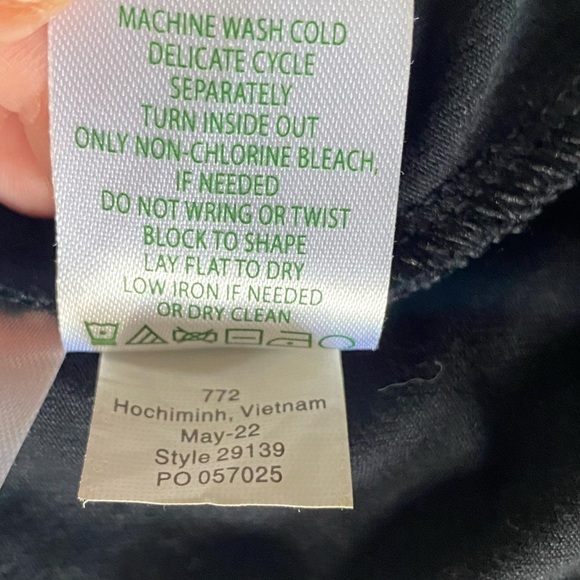 MACHINE WASH COLD
DELICATE CYCLE
SEPARATELY
TURN INSIDE OUT
ONLY NON-CHLORINE BLEACH,
IF NEEDED
DO NOT WRING OR TWIST
BLOCK TO SHAPE
LAY FLAT TO DRY
LOW IRON IF NEEDED
OR DRY CLEAN
772
Hochiminh, Vietnam
May-22
Style 29139
PO 057025